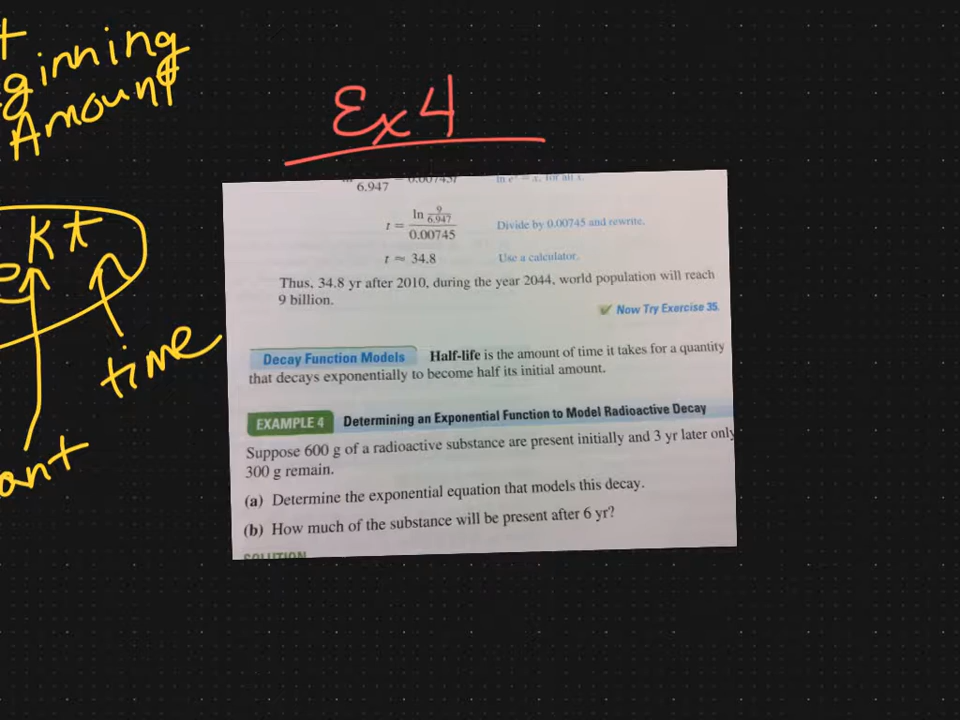 ginning
Amount
Ex4
kt
time
ant
6.947
t = ln 9/6.947 / 0.00745 Divide by 0.00745 and rewrite.
t ≈ 34.8 Use a calculator.
Thus, 34.8 yr after 2010, during the year 2044, world population will reach
9 billion.
✓ Now Try Exercise 35.
Decay Function Models Half-life is the amount of time it takes for a quantity
that decays exponentially to become half its initial amount.
EXAMPLE 4 Determining an Exponential Function to Model Radioactive Decay
Suppose 600 g of a radioactive substance are present initially and 3 yr later only
300 g remain.
(a) Determine the exponential equation that models this decay.
(b) How much of the substance will be present after 6 yr?
SOLUTION